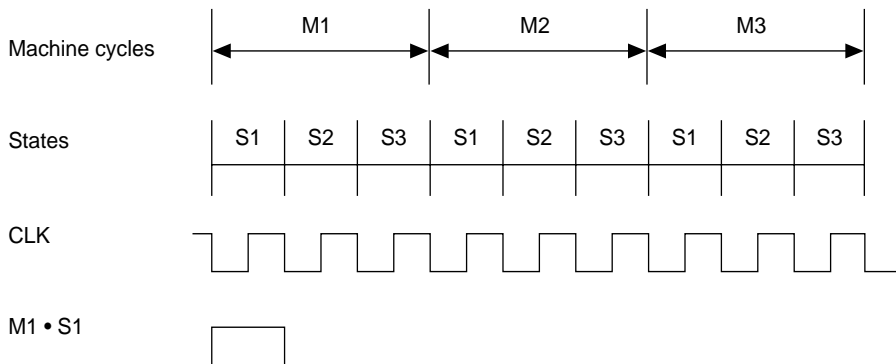 M1 M2 M3
Machine cycles
States S1 S2 S3 S1 S2 S3 S1 S2 S3
CLK
M1 • S1